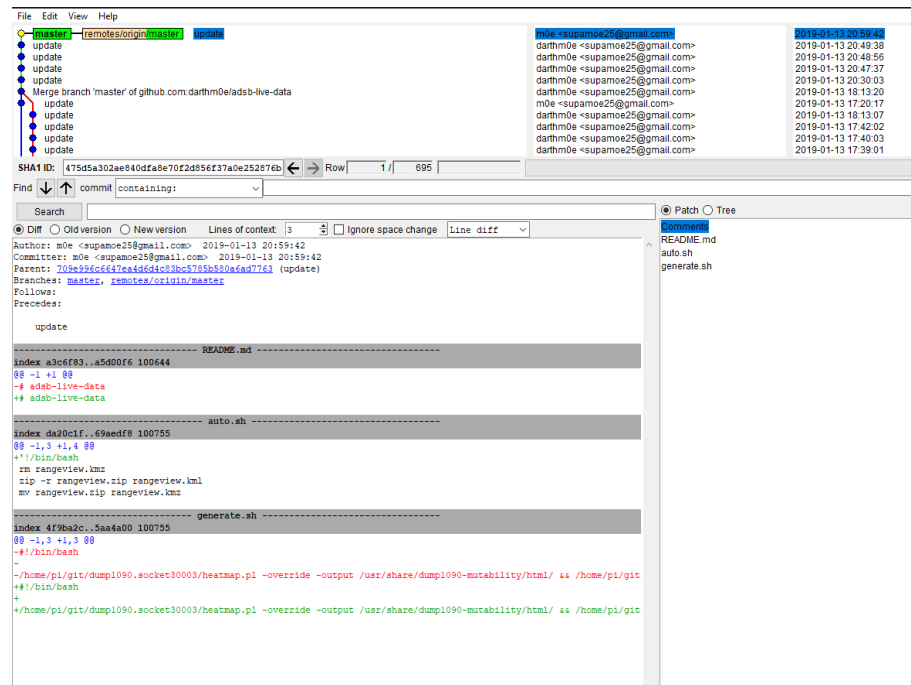 File Edit View Help
master remotes/origin/master update m0e <supamoe25@gmail.com> 2019-01-13 20:59:42
update darthm0e <supamoe25@gmail.com> 2019-01-13 20:49:38
update darthm0e <supamoe25@gmail.com> 2019-01-13 20:48:56
update darthm0e <supamoe25@gmail.com> 2019-01-13 20:47:37
update darthm0e <supamoe25@gmail.com> 2019-01-13 20:30:03
Merge branch 'master' of github.com:darthm0e/adsb-live-data darthm0e <supamoe25@gmail.com> 2019-01-13 18:13:20
update m0e <supamoe25@gmail.com> 2019-01-13 17:20:17
update darthm0e <supamoe25@gmail.com> 2019-01-13 18:13:07
update darthm0e <supamoe25@gmail.com> 2019-01-13 17:42:02
update darthm0e <supamoe25@gmail.com> 2019-01-13 17:40:03
update darthm0e <supamoe25@gmail.com> 2019-01-13 17:39:01
SHA1 ID: 475d5a302ae840dfa8e70f2d856f37a0e252876b Row 1 / 695
Find commit containing:
Search
Diff Old version New version Lines of context: 3 Ignore space change Line diff
Patch Tree
Comments
README.md
auto.sh
generate.sh
Author: m0e <supamoe25@gmail.com> 2019-01-13 20:59:42
Committer: m0e <supamoe25@gmail.com> 2019-01-13 20:59:42
Parent: 709e996c6647ea4d6d4c83bc5785b580a6ad7763 (update)
Branches: master, remotes/origin/master
Follows:
Precedes:
update
--------------------------------- README.md ---------------------------------
index a3c6f83..a5d00f6 100644
@@ -1 +1 @@
-# adsb-live-data
+# adsb-live-data
---------------------------------- auto.sh ----------------------------------
index da20c1f..69aedf8 100755
@@ -1,3 +1,4 @@
+'!/bin/bash
rm rangeview.kmz
zip -r rangeview.zip rangeview.kml
mv rangeview.zip rangeview.kmz
-------------------------------- generate.sh --------------------------------
index 4f9ba2c..5aa4a00 100755
@@ -1,3 +1,3 @@
-#!/bin/bash
-
-/home/pi/git/dump1090.socket30003/heatmap.pl -override -output /usr/share/dump1090-mutability/html/ && /home/pi/git
+#!/bin/bash
+
+/home/pi/git/dump1090.socket30003/heatmap.pl -override -output /usr/share/dump1090-mutability/html/ && /home/pi/git